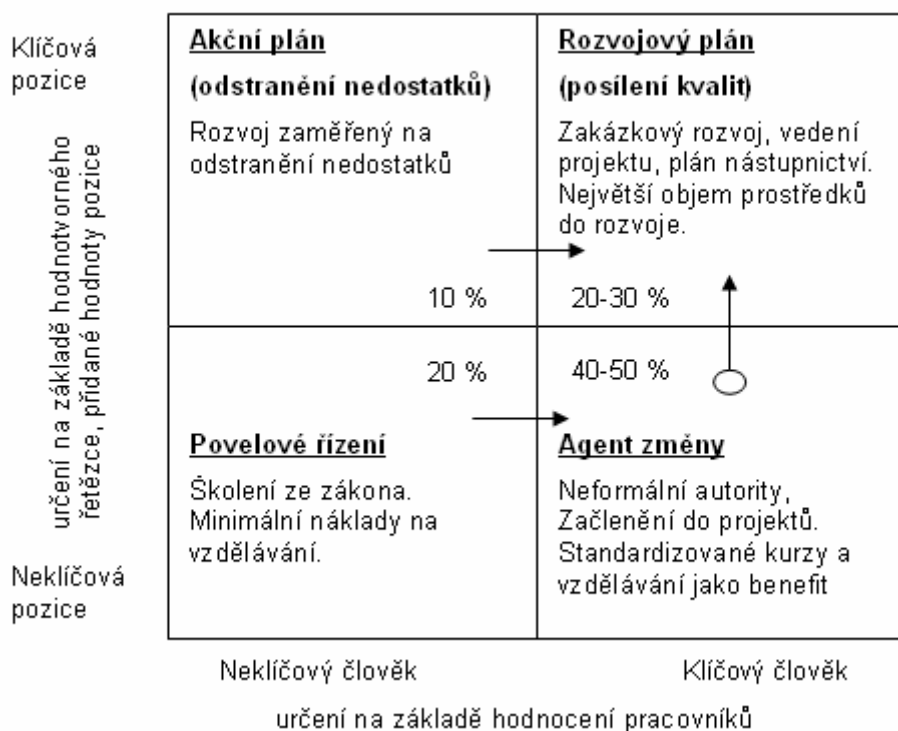 Klíčová
pozice
určení na základě hodnotvorného
řetězce, přidané hodnoty pozice
Neklíčová
pozice
Akční plán
(odstranění nedostatků)
Rozvoj zaměřený na
odstranění nedostatků
10 %
Rozvojový plán
(posílení kvalit)
Zakázkový rozvoj, vedení
projektu, plán nástupnictví.
Největší objem prostředků
do rozvoje.
20-30 %
20 %
Povelové řízení
Školení ze zákona.
Minimální náklady na
vzdělávání.
40-50 %
Agent změny
Neformální autority,
Začlenění do projektů.
Standardizované kurzy a
vzdělávání jako benefit
Neklíčový člověk
Klíčový člověk
určení na základě hodnocení pracovníků